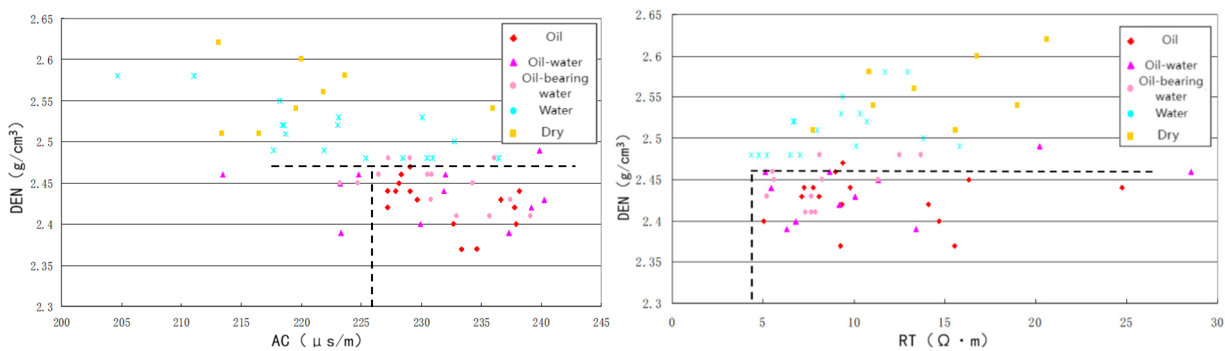 2.65
2.6
2.55
2.5
2.45
2.4
2.35
2.3
DEN (g/cm³)
200 205 210 215 220 225 230 235 240 245
AC ( μs/m)
Oil
Oil-water
Oil-bearing
water
Water
Dry
2.65
2.6
2.55
2.5
2.45
2.4
2.35
2.3
DEN (g/cm³)
0 5 10 15 20 25 30
RT (Ω·m)
Oil
Oil-water
Oil-bearing
water
Water
Dry